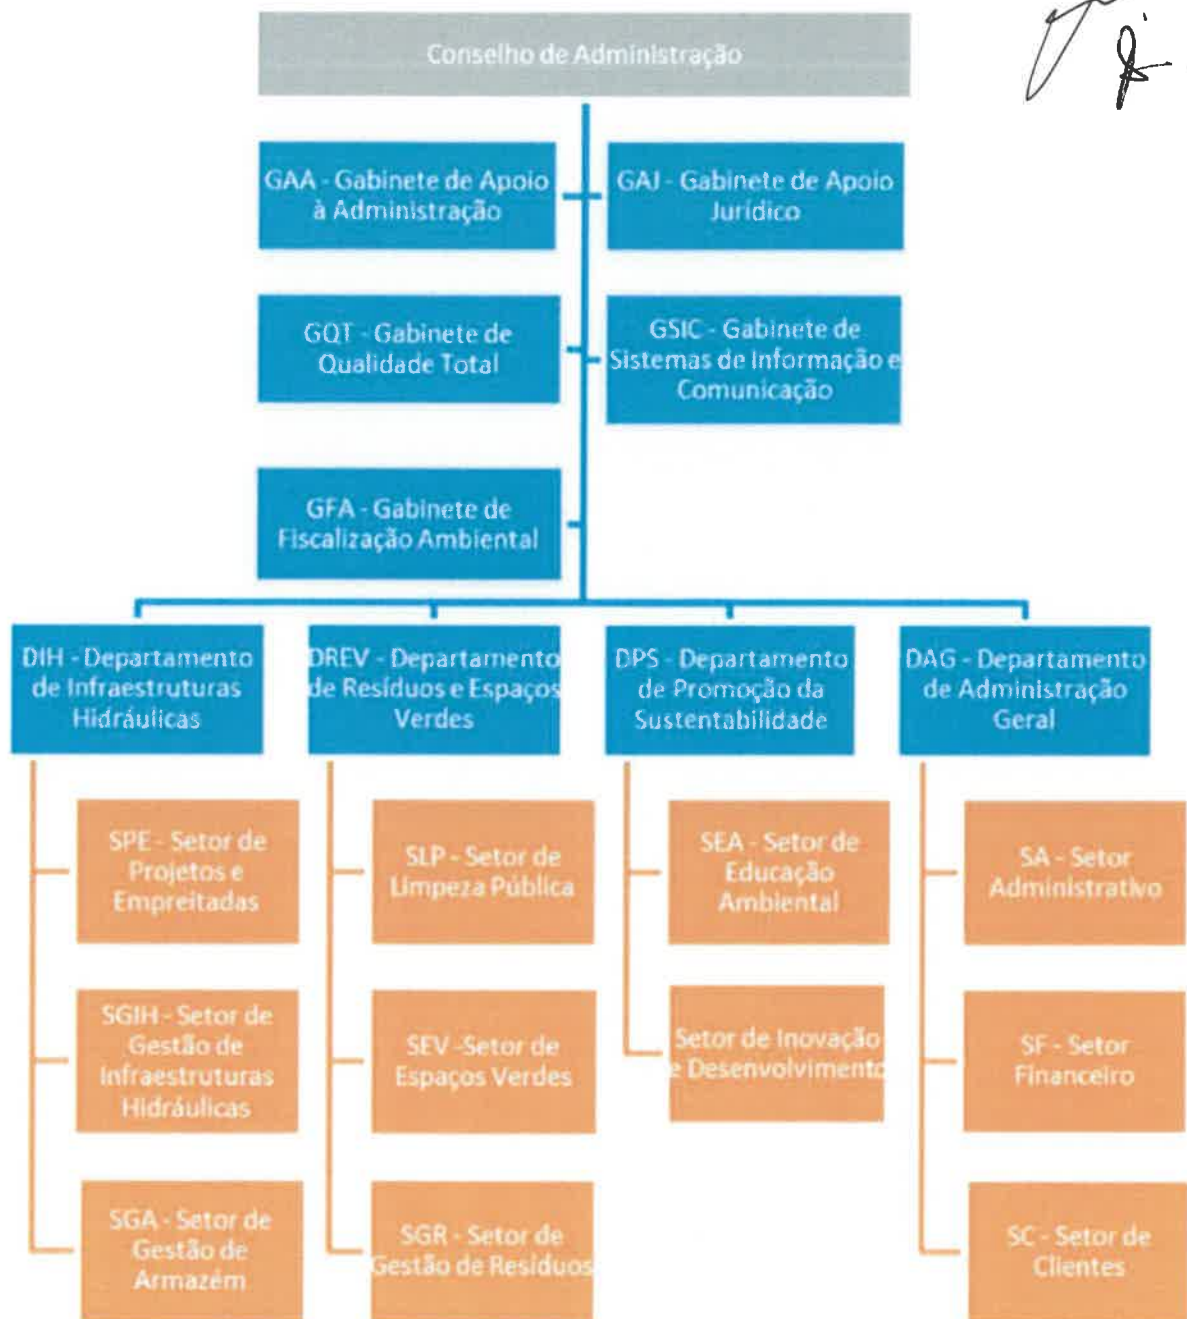 Conselho de Administração
GAA - Gabinete de Apoio
à Administração
GAJ - Gabinete de Apoio
Jurídico
GQT - Gabinete de
Qualidade Total
GSIC - Gabinete de
Sistemas de Informação e
Comunicação
GFA - Gabinete de
Fiscalização Ambiental
DIH - Departamento
de Infraestruturas
Hidráulicas
DREV - Departamento
de Resíduos e Espaços
Verdes
DPS - Departamento
de Promoção da
Sustentabilidade
DAG - Departamento
de Administração
Geral
SPE - Setor de
Projetos e
Empreitadas
SLP - Setor de
Limpeza Pública
SEA - Setor de
Educação
Ambiental
SA - Setor
Administrativo
SGIH - Setor de
Gestão de
Infraestruturas
Hidráulicas
SEV -Setor de
Espaços Verdes
Setor de Inovação
e Desenvolvimento
SF - Setor
Financeiro
SGA - Setor de
Gestão de
Armazém
SGR - Setor de
Gestão de Resíduos
SC - Setor de
Clientes